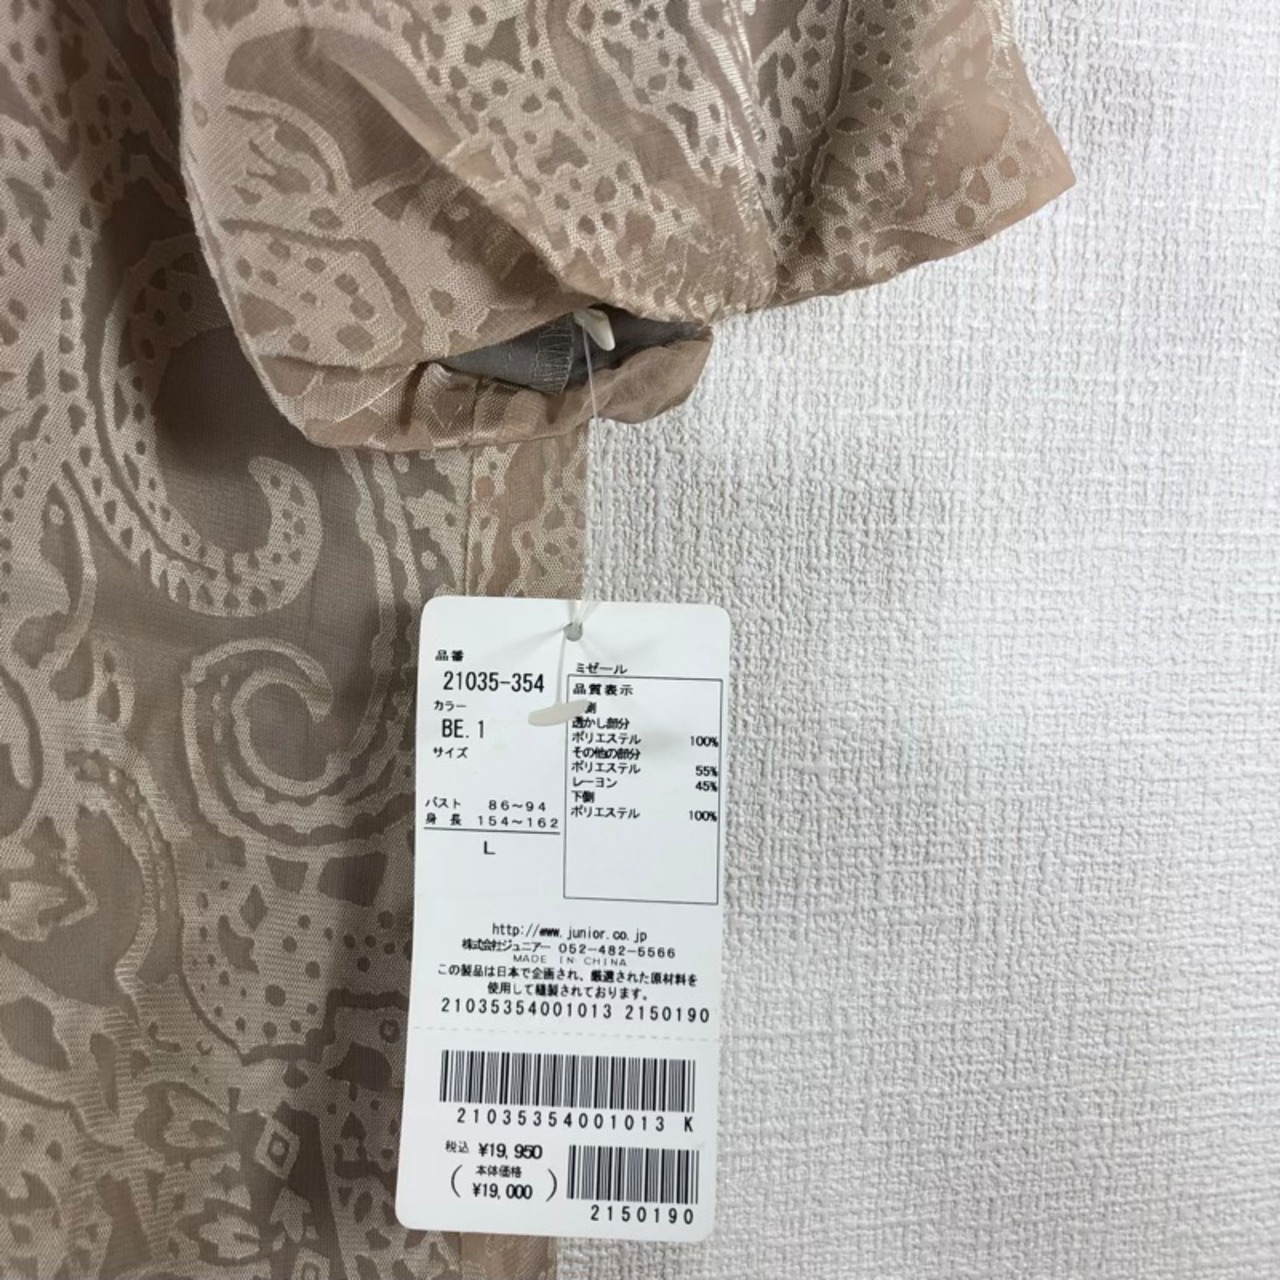 品番
21035-354
カラー
BE. 1
サイズ
バスト 86～94
身長 154～162
L
ミゼール
品質表示
側
透かし部分
ポリエステル 100%
その他の部分
ポリエステル 55%
レーヨン 45%
下側
ポリエステル 100%
http://www.junior.co.jp
株式会社ジュニアー 052-482-5566
MADE IN CHINA
この製品は日本で企画され、厳選された原材料を
使用して縫製されております。
21035354001013 2150190
21035354001013 K
税込 ¥19,950
(本体価格
¥19,000)
2150190